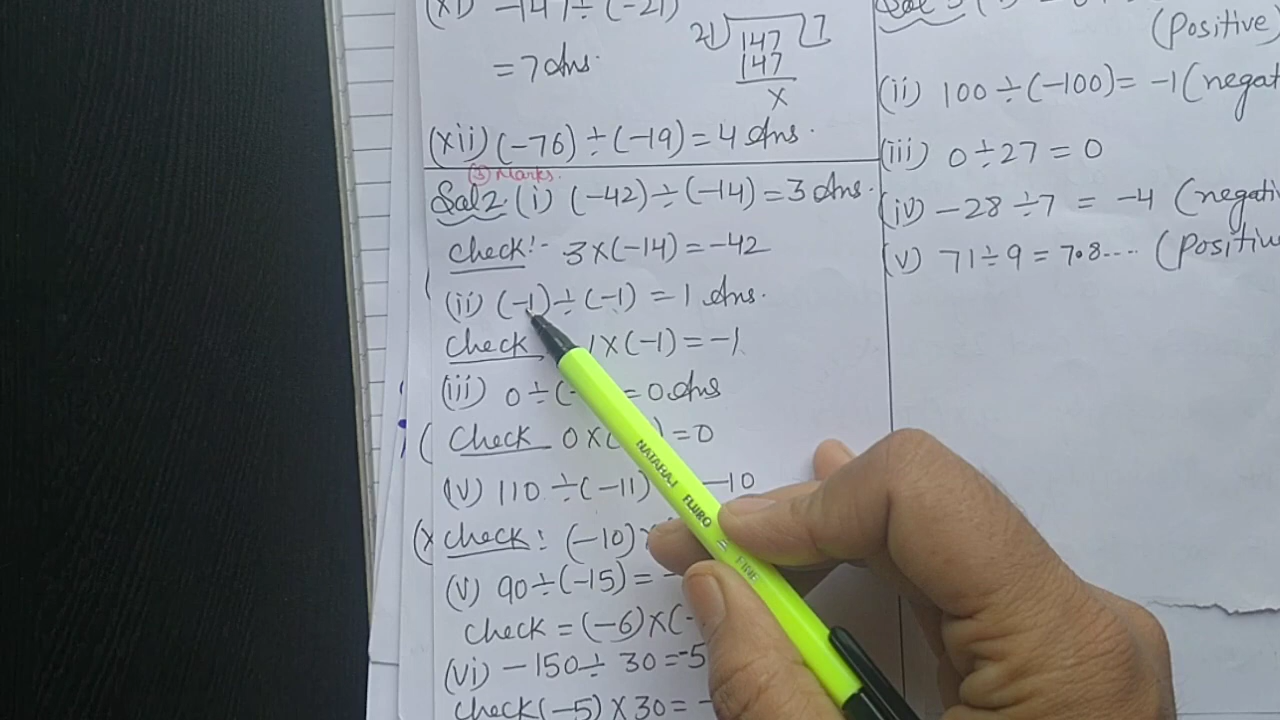 (xi) -147 ÷ (-21)
= 7 Ans.
21) 147 ( 7
147
x
(xii) (-76) ÷ (-19) = 4 Ans.
③ Marks.
Sol 2 (i) (-42) ÷ (-14) = 3 Ans.
Check:- 3 x (-14) = -42
(ii) (-1) ÷ (-1) = 1 Ans.
Check 1 x (-1) = -1
(iii) 0 ÷ (- = 0 Ans
Check 0 x ( ) = 0
(v) 110 ÷ (-11) -10
Check: (-10) x
(v) 90 ÷ (-15) = -
Check = (-6) x (-
(vi) -150 ÷ 30 = -5
Check (-5) x 30 = -
(Positive)
(ii) 100 ÷ (-100) = -1 (negat
(iii) 0 ÷ 27 = 0
(iv) -28 ÷ 7 = -4 (negati
(v) 71 ÷ 9 = 7.8.... (Positiv
NATARAJ FLURO FINE